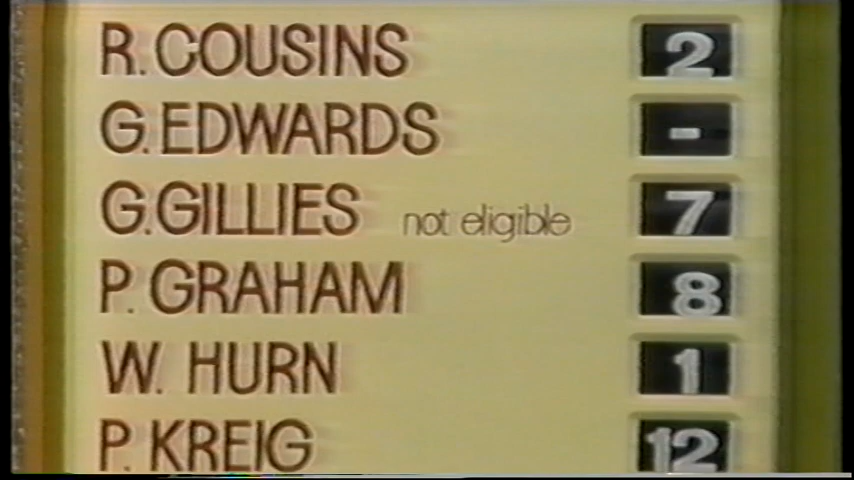 R. COUSINS 2
G. EDWARDS -
G. GILLIES not eligible 7
P. GRAHAM 8
W. HURN 1
P. KREIG 12